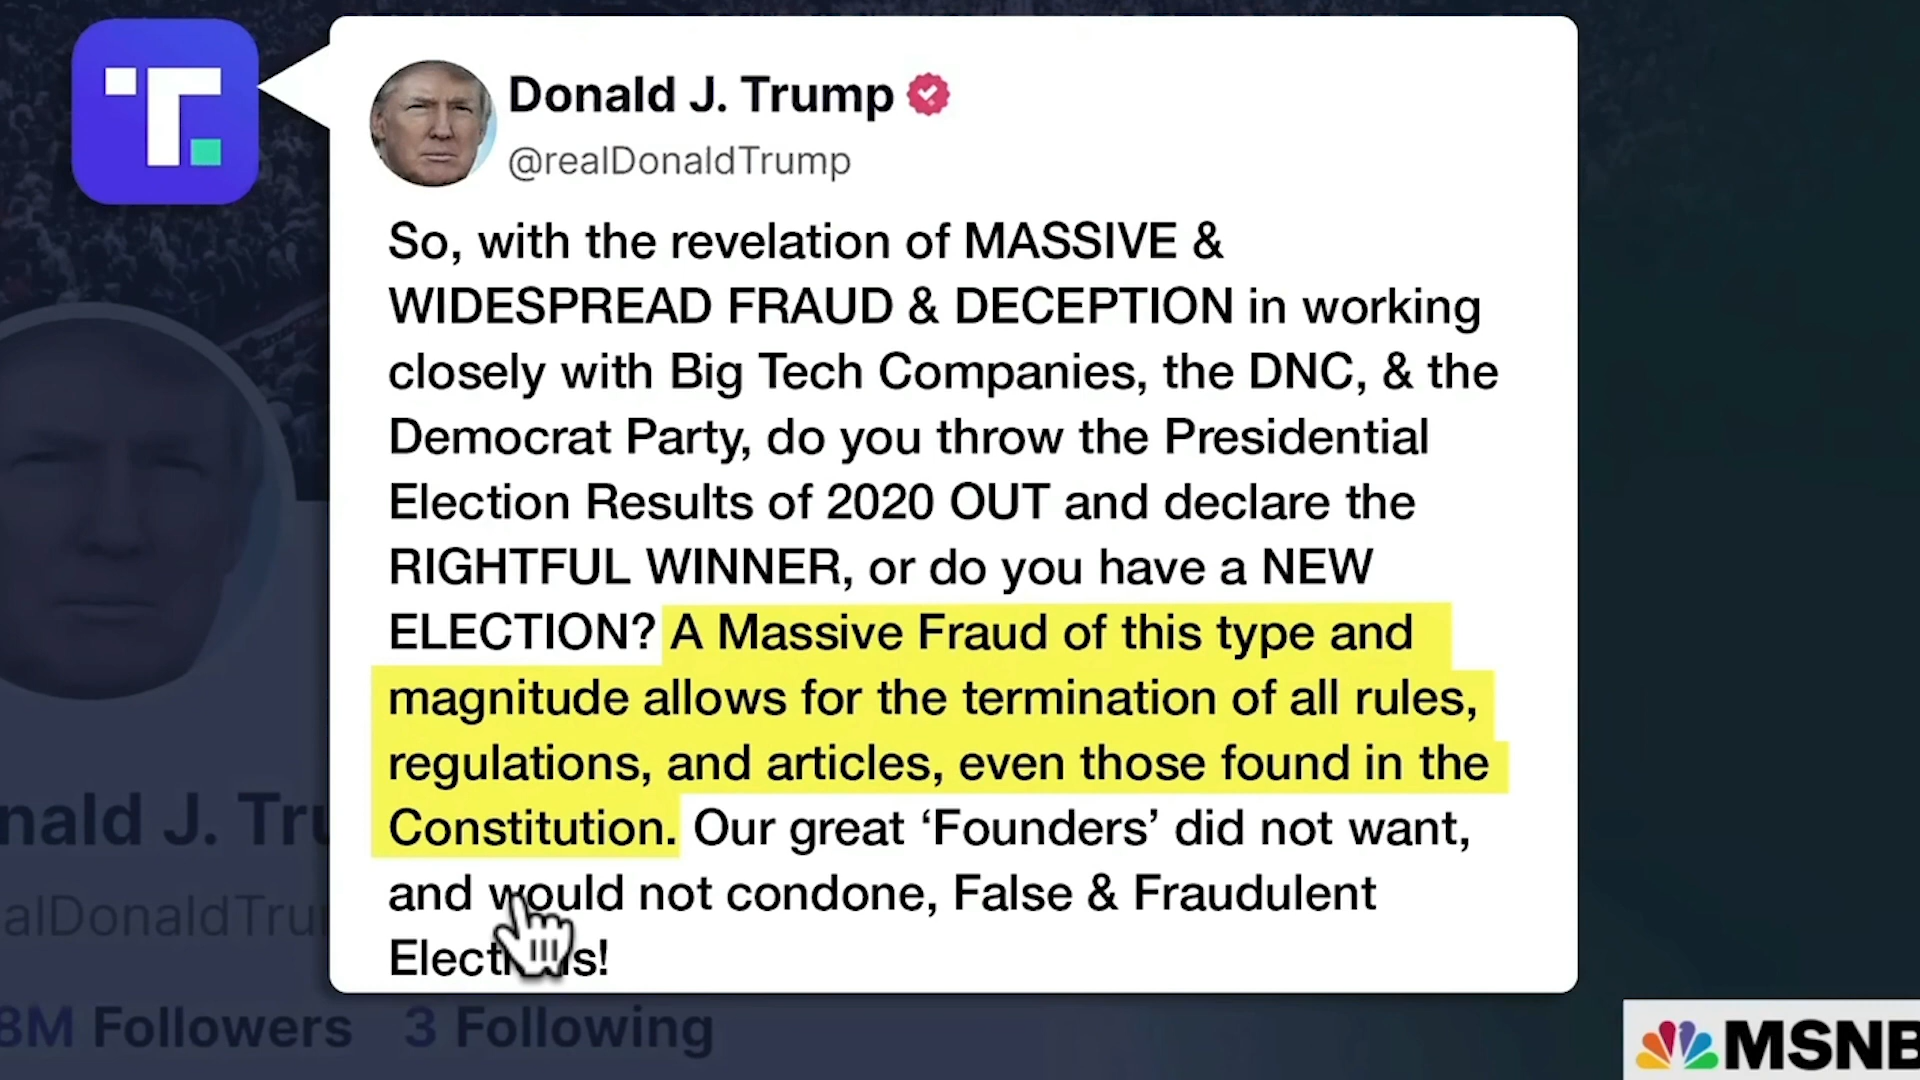 T.
Donald J. Trump
@realDonaldTrump
So, with the revelation of MASSIVE &
WIDESPREAD FRAUD & DECEPTION in working
closely with Big Tech Companies, the DNC, & the
Democrat Party, do you throw the Presidential
Election Results of 2020 OUT and declare the
RIGHTFUL WINNER, or do you have a NEW
ELECTION? A Massive Fraud of this type and
magnitude allows for the termination of all rules,
regulations, and articles, even those found in the
Constitution. Our great ‘Founders’ did not want,
and would not condone, False & Fraudulent
Elections!
nald J. Tru
alDonaldTru
8M Followers 3 Following
MSNB